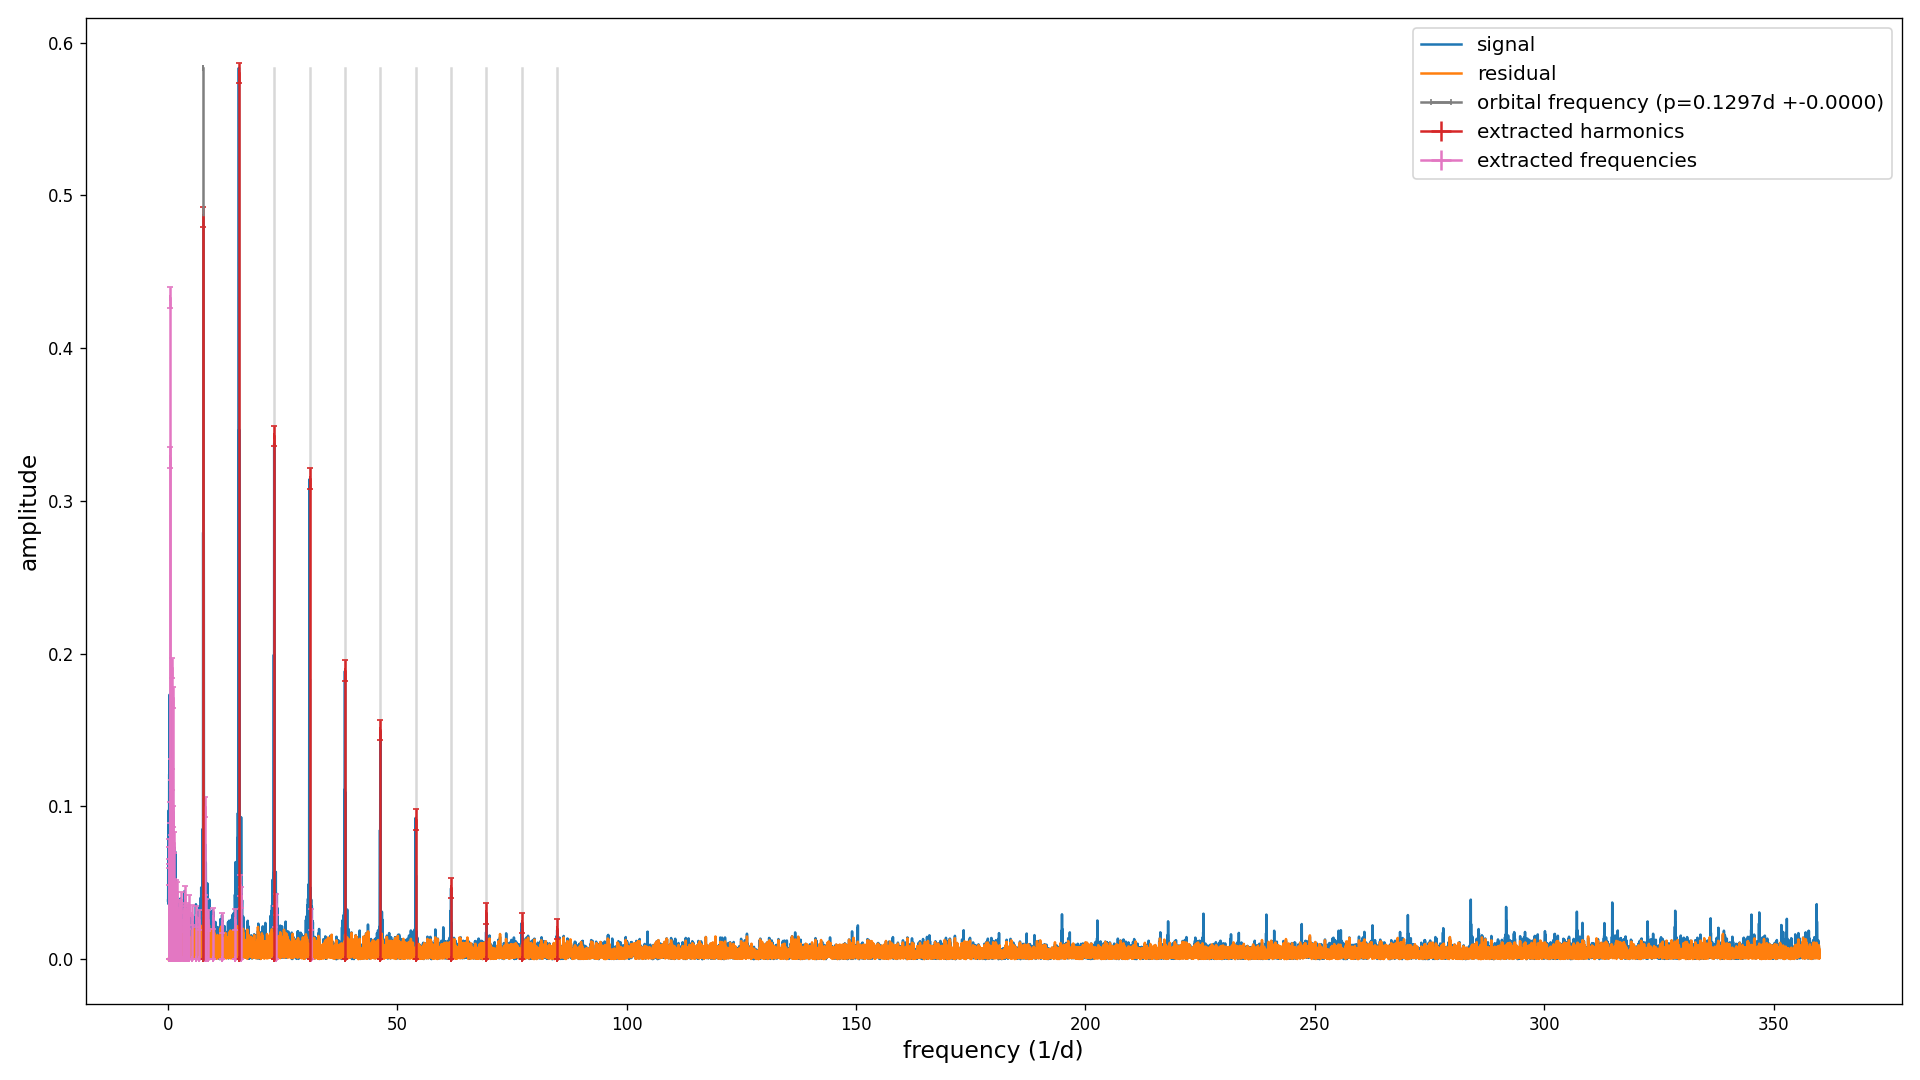 signal
residual
orbital frequency (p=0.1297d +-0.0000)
extracted harmonics
extracted frequencies
0.6
0.5
0.4
0.3
0.2
0.1
0.0
amplitude
0 50 100 150 200 250 300 350
frequency (1/d)